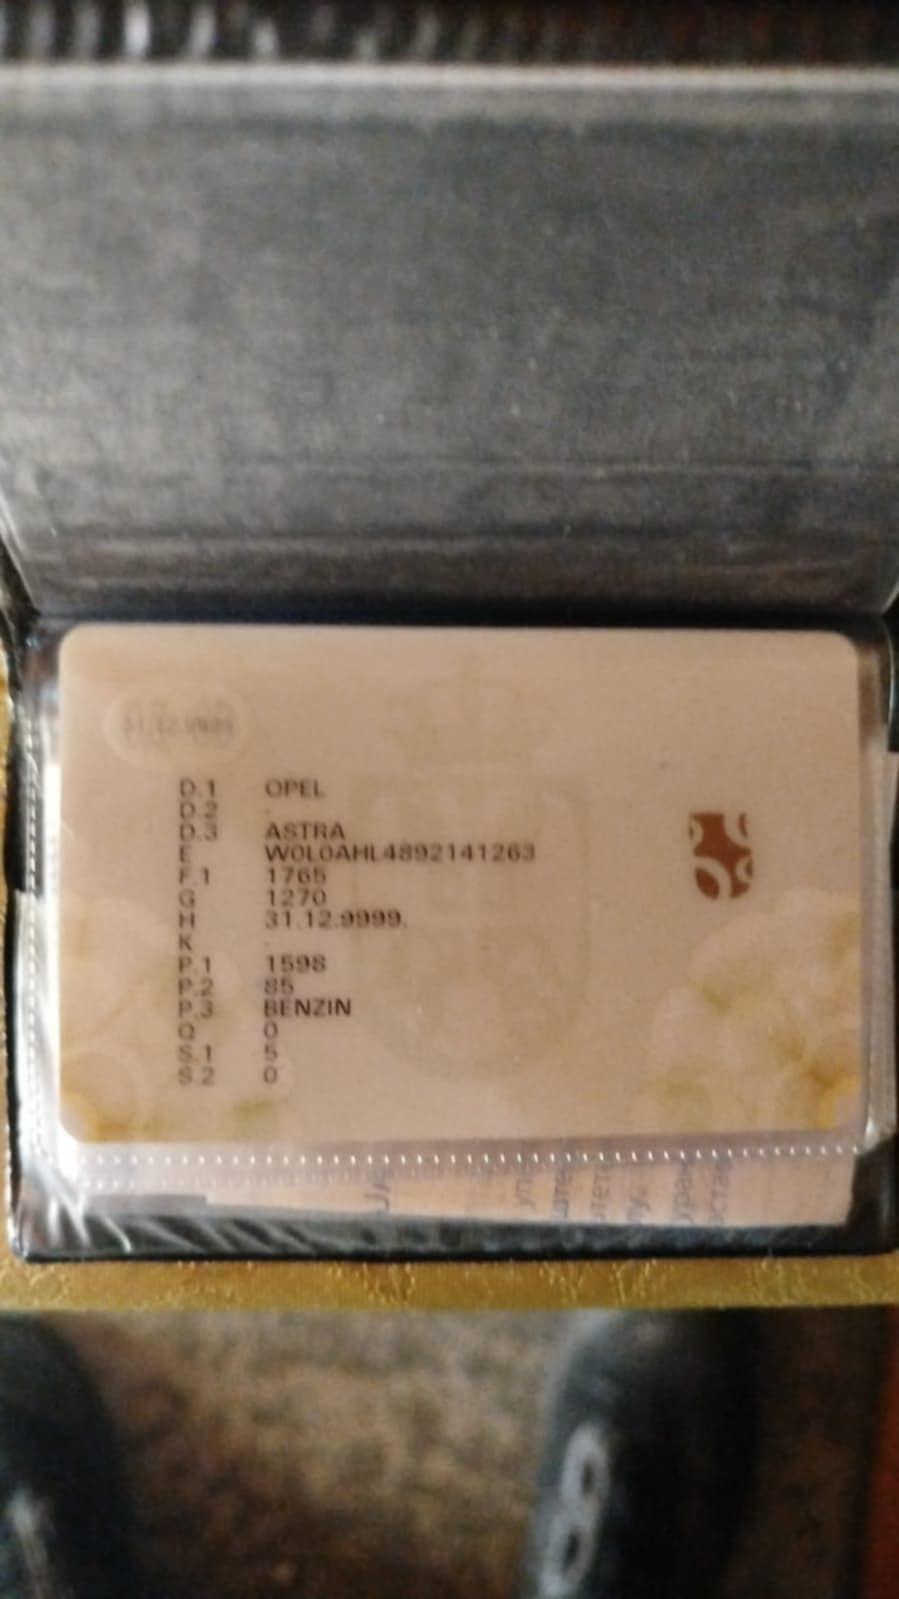 D.1 OPEL
D.2 -
D.3 ASTRA
E W0L0AHL4892141263
F.1 1765
G 1270
H 31.12.9999.
K -
P.1 1598
P.2 85
P.3 BENZIN
Q 0
S.1 5
S.2 0